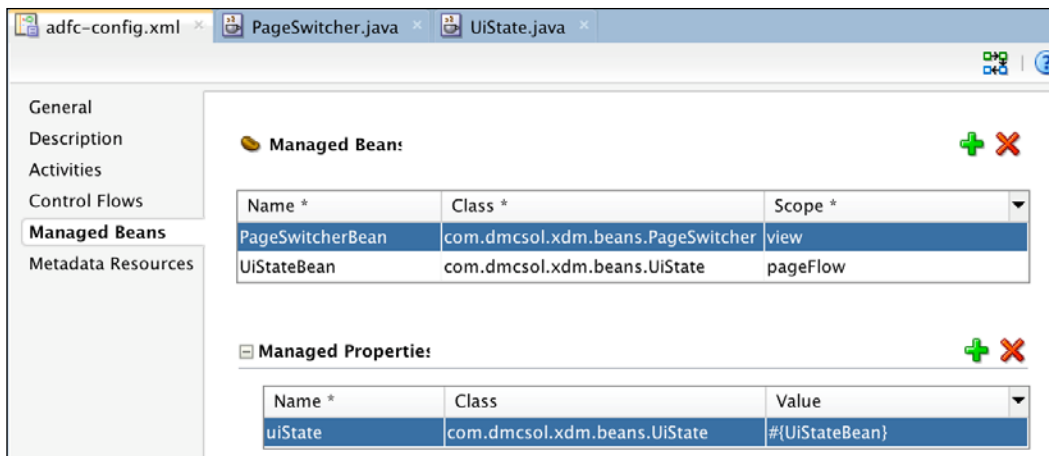 adfc-config.xml × PageSwitcher.java × UiState.java ×
General
Description
Activities
Control Flows
Managed Beans
Metadata Resources
Managed Beans
Name * Class * Scope *
PageSwitcherBean com.dmcsol.xdm.beans.PageSwitcher view
UiStateBean com.dmcsol.xdm.beans.UiState pageFlow
Managed Properties
Name * Class Value
uiState com.dmcsol.xdm.beans.UiState #{UiStateBean}